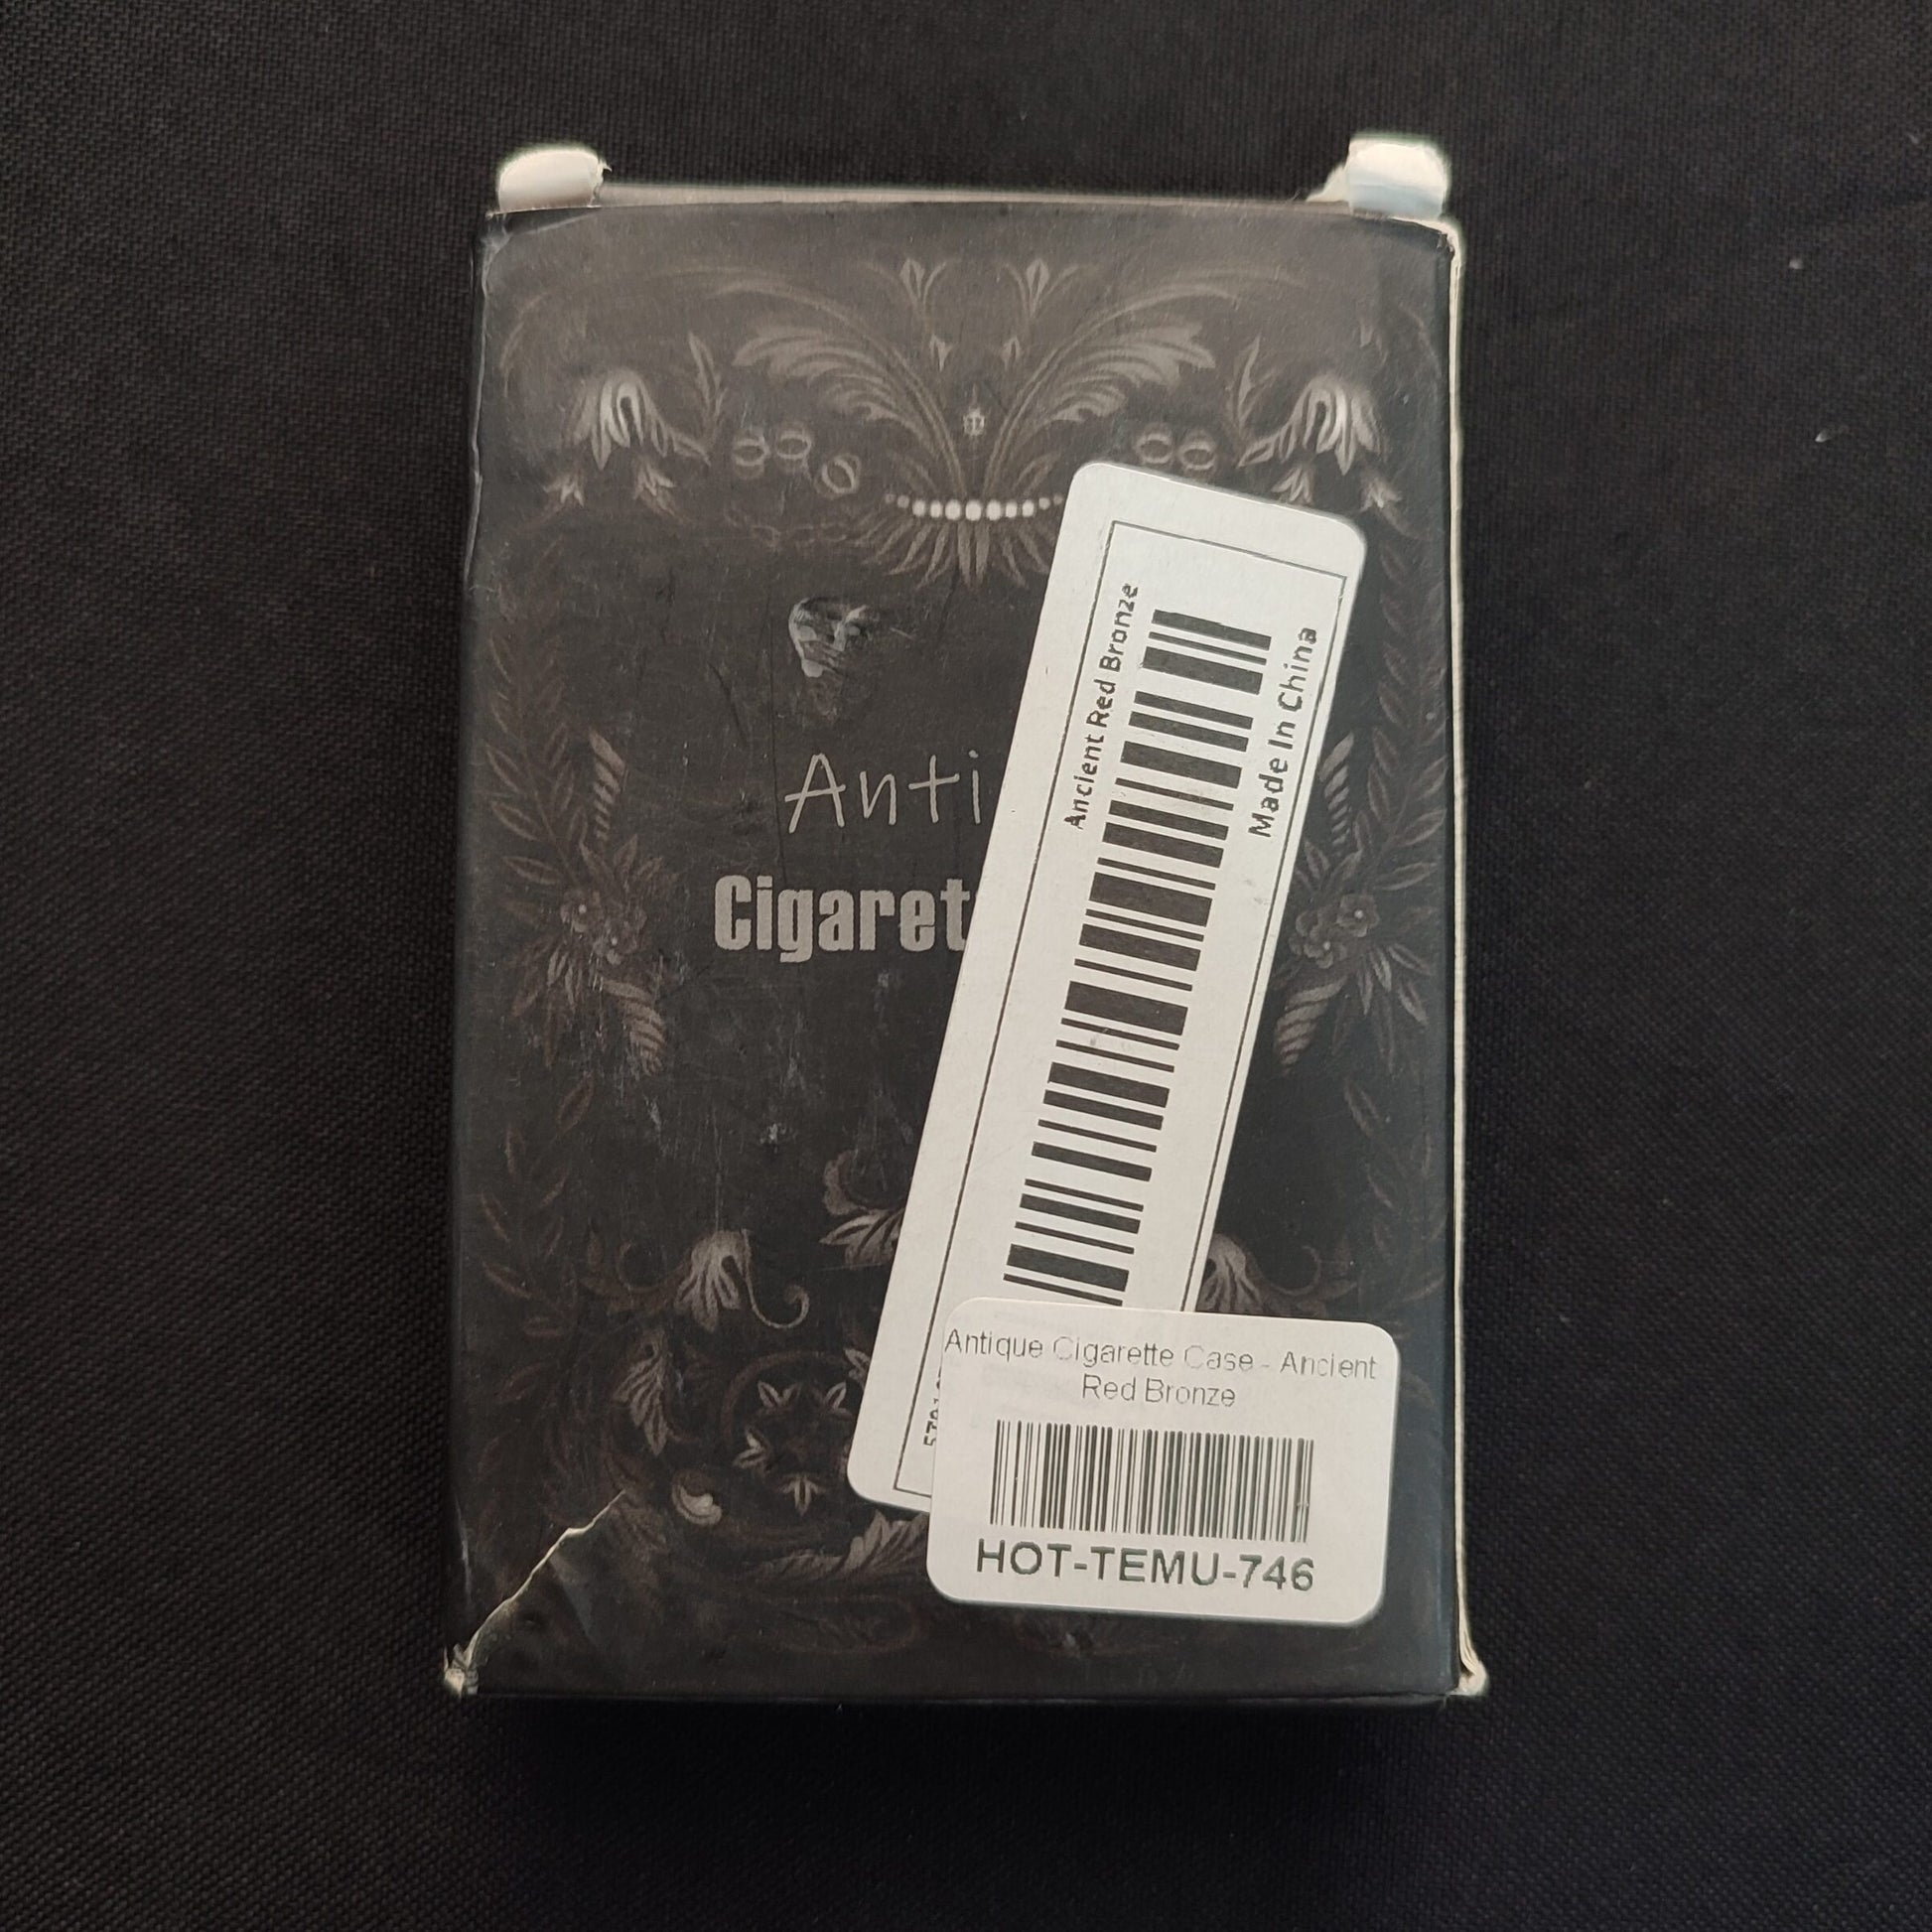 Anti
Cigaret
Ancient Red Bronze
Made In China
Antique Cigarette Case - Ancient
Red Bronze
HOT-TEMU-746